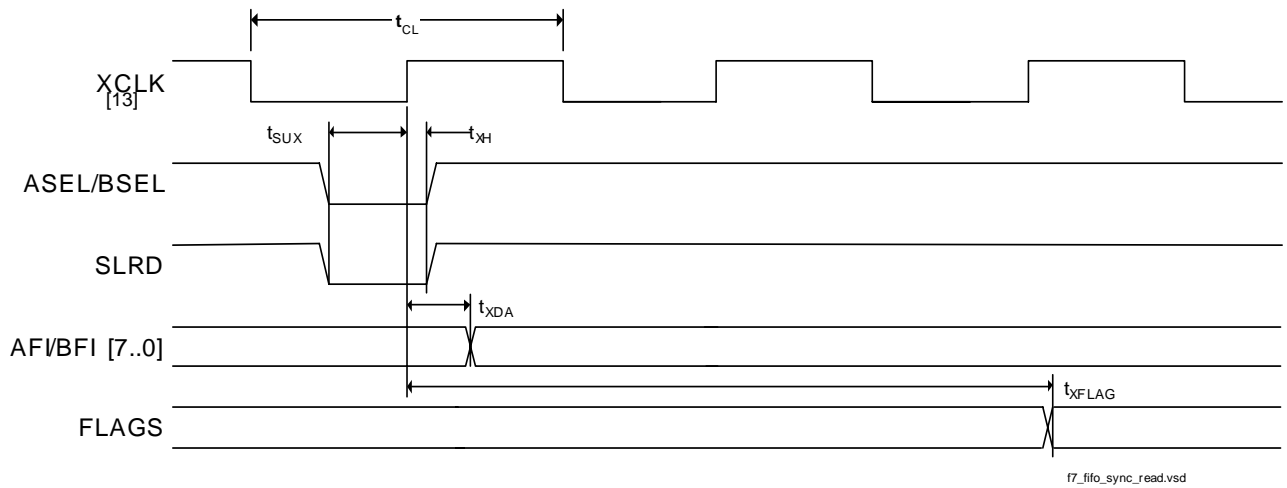 tCL
XCLK
[13]
tSUX
tXH
ASEL/BSEL
SLRD
tXDA
AFI/BFI [7..0]
tXFLAG
FLAGS
f7_fifo_sync_read.vsd